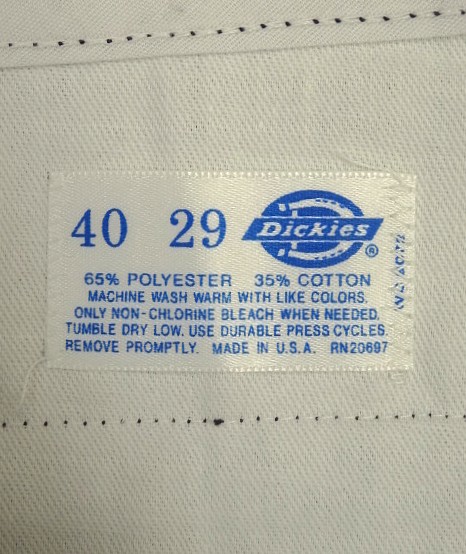 40 29 Dickies ®
65% POLYESTER 35% COTTON
MACHINE WASH WARM WITH LIKE COLORS.
ONLY NON-CHLORINE BLEACH WHEN NEEDED.
TUMBLE DRY LOW. USE DURABLE PRESS CYCLES.
REMOVE PROMPTLY. MADE IN U.S.A. RN20697